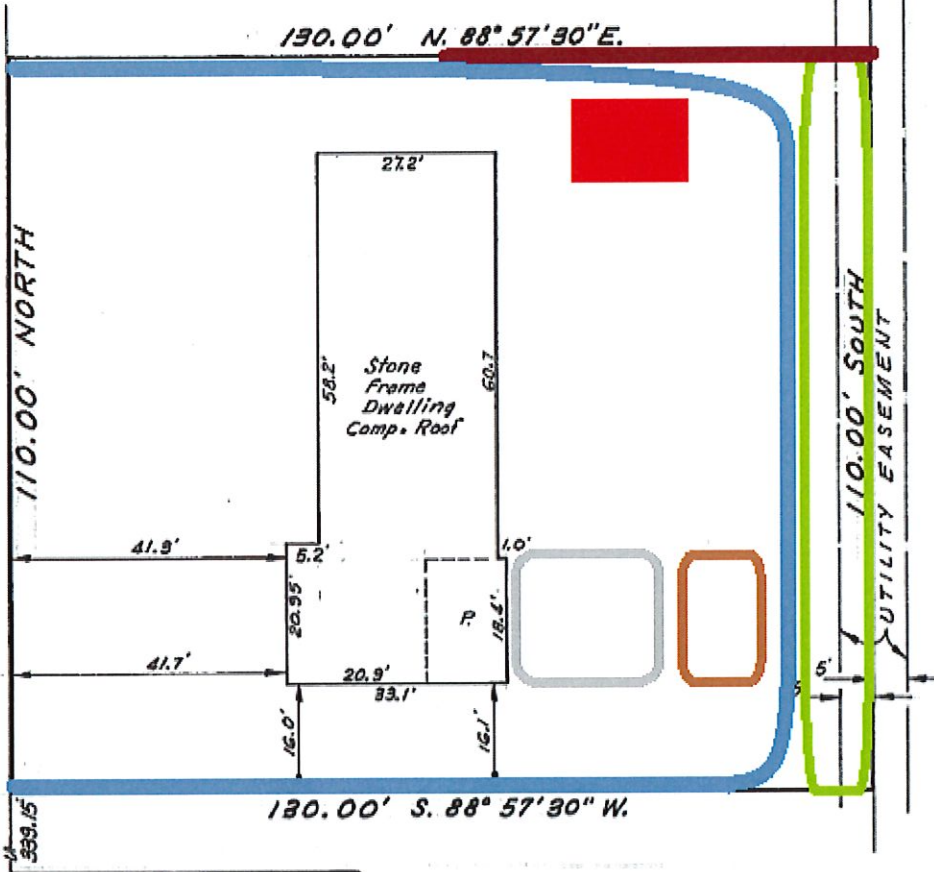 130.00' N. 88° 57' 30" E.
27.2'
110.00' NORTH
58.2'
Stone
Frame
Dwelling
Comp. Roof
60.7
110.00' SOUTH
UTILITY EASEMENT
41.9'
5.2'
1.0'
20.95'
P.
18.4'
41.7'
20.9'
33.1'
5'
5
16.0'
16.1'
130.00' S. 88° 57' 30" W.
339.15'